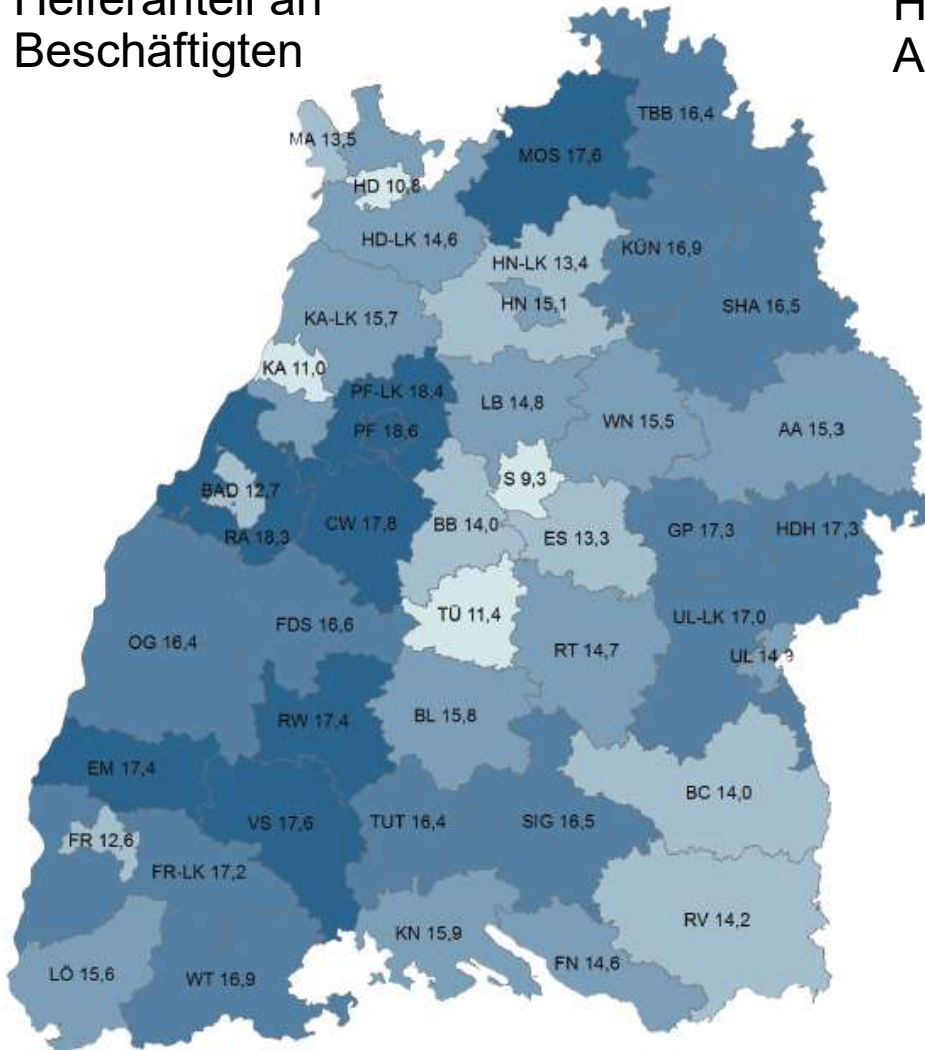 Helferanteil an
Beschäftigten
H
A
TBB 16,4
MA 13,5
MOS 17,6
HD 10,8
HD-LK 14,6
KÜN 16,9
HN-LK 13,4
HN 15,1
SHA 16,5
KA-LK 15,7
KA 11,0
PF-LK 18,4
LB 14,8
WN 15,5
AA 15,3
PF 18,6
S 9,3
BAD 12,7
CW 17,8
BB 14,0
ES 13,3
GP 17,3
HDH 17,3
RA 18,3
TÜ 11,4
UL-LK 17,0
FDS 16,6
OG 16,4
RT 14,7
UL 14,9
RW 17,4
BL 15,8
EM 17,4
BC 14,0
VS 17,6
TUT 16,4
SIG 16,5
FR 12,6
FR-LK 17,2
RV 14,2
KN 15,9
FN 14,6
LÖ 15,6
WT 16,9